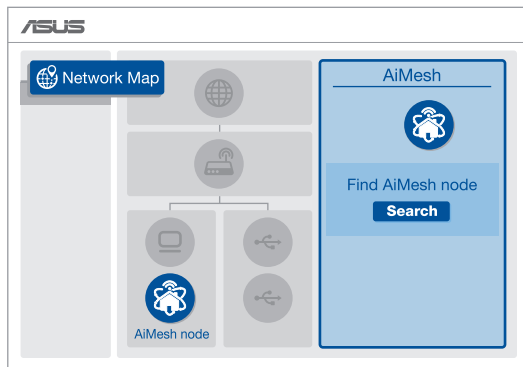 ASUS
Network Map
AiMesh
Find AiMesh node
Search
AiMesh node